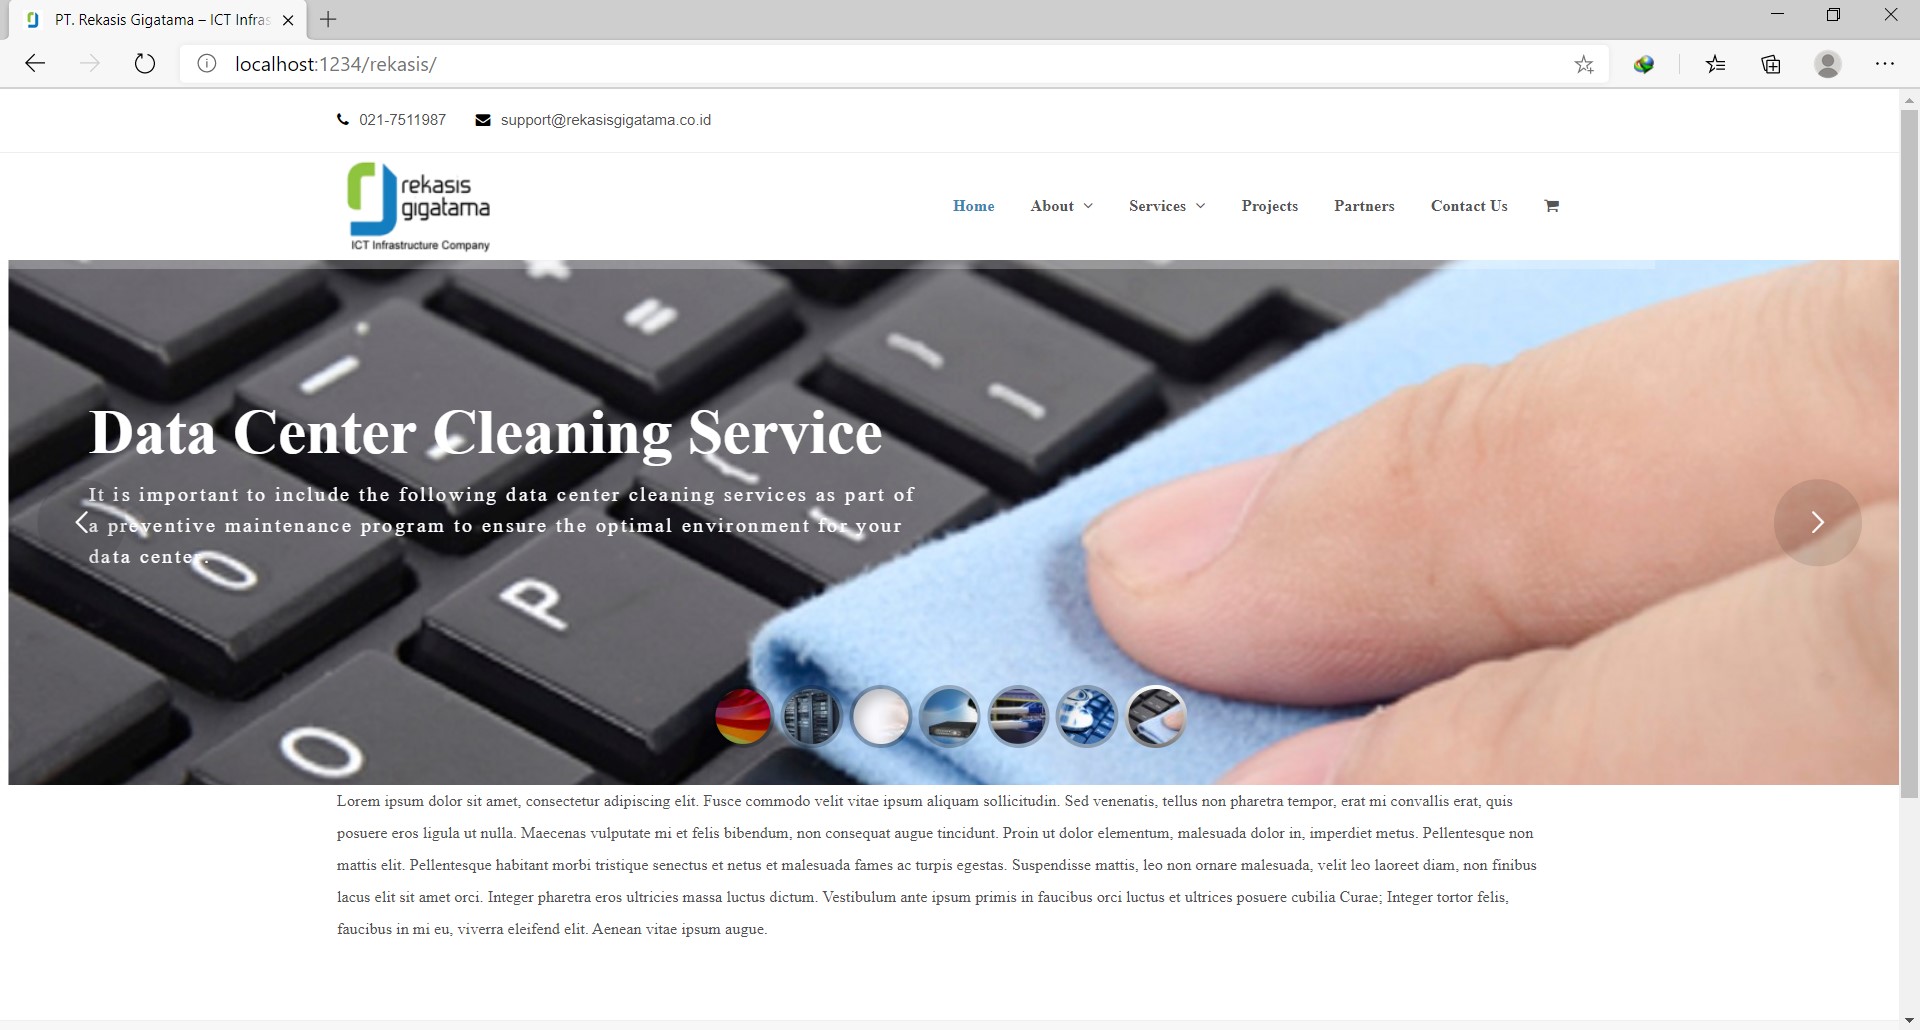 PT. Rekasis Gigatama – ICT Infras
localhost:1234/rekasis/
021-7511987 support@rekasisgigatama.co.id
rekasis
gigatama
ICT Infrastructure Company
Home About Services Projects Partners Contact Us
Data Center Cleaning Service
It is important to include the following data center cleaning services as part of
a preventive maintenance program to ensure the optimal environment for your
data center.
O
P
O
Lorem ipsum dolor sit amet, consectetur adipiscing elit. Fusce commodo velit vitae ipsum aliquam sollicitudin. Sed venenatis, tellus non pharetra tempor, erat mi convallis erat, quis
posuere eros ligula ut nulla. Maecenas vulputate mi et felis bibendum, non consequat augue tincidunt. Proin ut dolor elementum, malesuada dolor in, imperdiet metus. Pellentesque non
mattis elit. Pellentesque habitant morbi tristique senectus et netus et malesuada fames ac turpis egestas. Suspendisse mattis, leo non ornare malesuada, velit leo laoreet diam, non finibus
lacus elit sit amet orci. Integer pharetra eros ultricies massa luctus dictum. Vestibulum ante ipsum primis in faucibus orci luctus et ultrices posuere cubilia Curae; Integer tortor felis,
faucibus in mi eu, viverra eleifend elit. Aenean vitae ipsum augue.